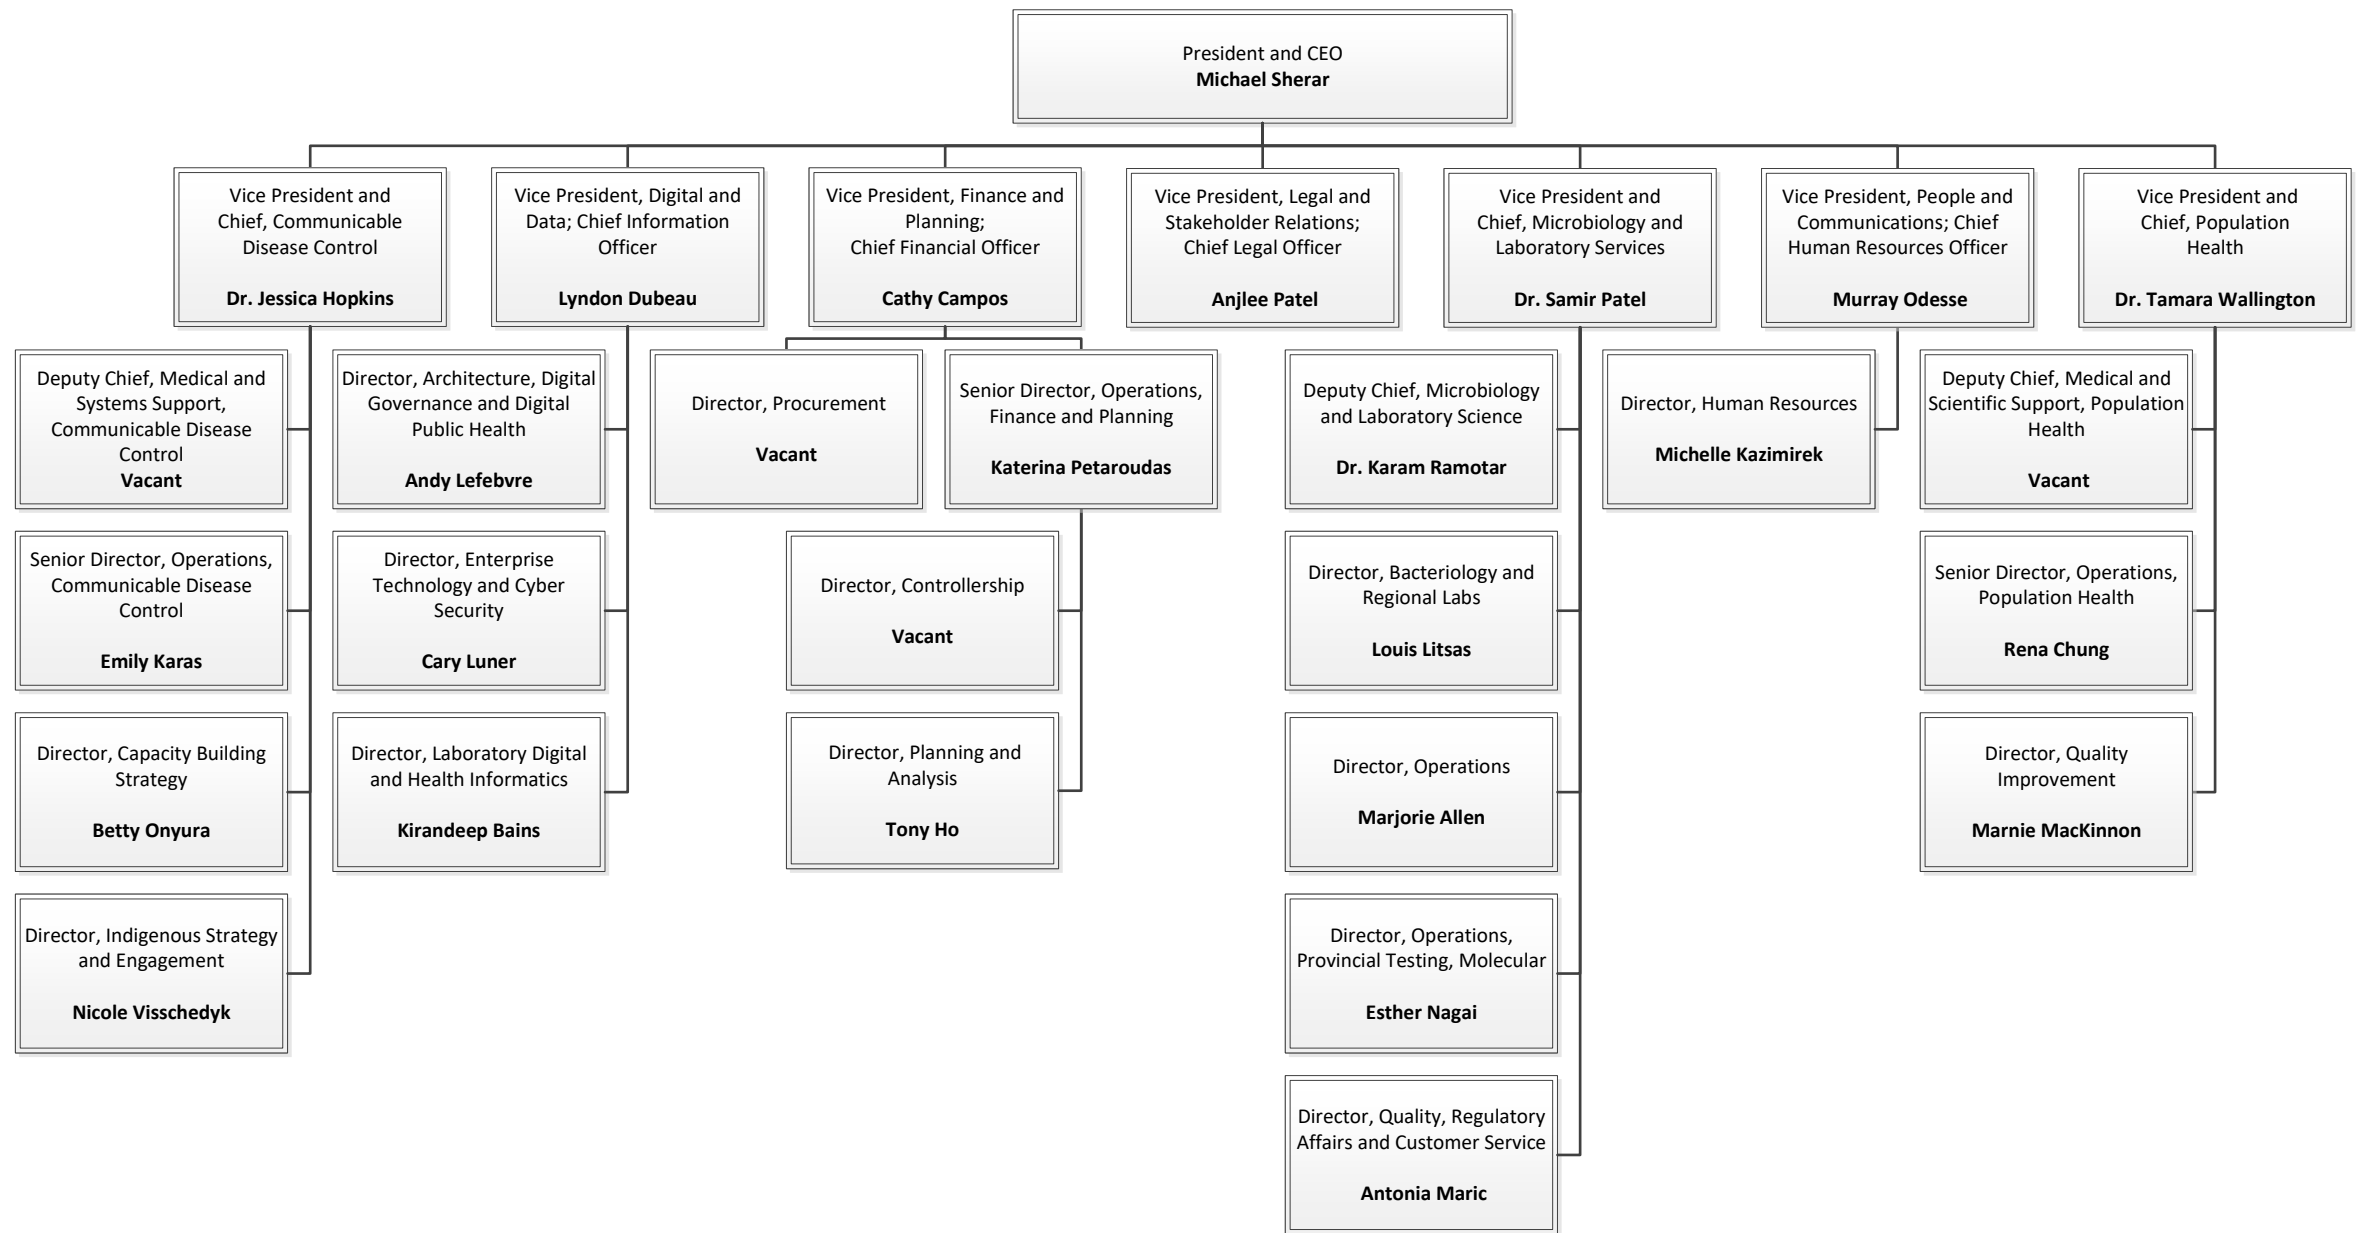 President and CEO
Michael Sherar
Vice President and
Chief, Communicable
Disease Control
Dr. Jessica Hopkins
Vice President, Digital and
Data; Chief Information
Officer
Lyndon Dubeau
Vice President, Finance and
Planning;
Chief Financial Officer
Cathy Campos
Vice President, Legal and
Stakeholder Relations;
Chief Legal Officer
Anjlee Patel
Vice President and
Chief, Microbiology and
Laboratory Services
Dr. Samir Patel
Vice President, People and
Communications; Chief
Human Resources Officer
Murray Odesse
Vice President and
Chief, Population
Health
Dr. Tamara Wallington
Deputy Chief, Medical and
Systems Support,
Communicable Disease
Control
Vacant
Director, Architecture, Digital
Governance and Digital
Public Health
Andy Lefebvre
Director, Procurement
Vacant
Senior Director, Operations,
Finance and Planning
Katerina Petaroudas
Deputy Chief, Microbiology
and Laboratory Science
Dr. Karam Ramotar
Director, Human Resources
Michelle Kazimirek
Deputy Chief, Medical and
Scientific Support, Population
Health
Vacant
Senior Director, Operations,
Communicable Disease
Control
Emily Karas
Director, Enterprise
Technology and Cyber
Security
Cary Luner
Director, Controllership
Vacant
Director, Bacteriology and
Regional Labs
Louis Litsas
Senior Director, Operations,
Population Health
Rena Chung
Director, Capacity Building
Strategy
Betty Onyura
Director, Laboratory Digital
and Health Informatics
Kirandeep Bains
Director, Planning and
Analysis
Tony Ho
Director, Operations
Marjorie Allen
Director, Quality
Improvement
Marnie MacKinnon
Director, Indigenous Strategy
and Engagement
Nicole Visschedyk
Director, Operations,
Provincial Testing, Molecular
Esther Nagai
Director, Quality, Regulatory
Affairs and Customer Service
Antonia Maric